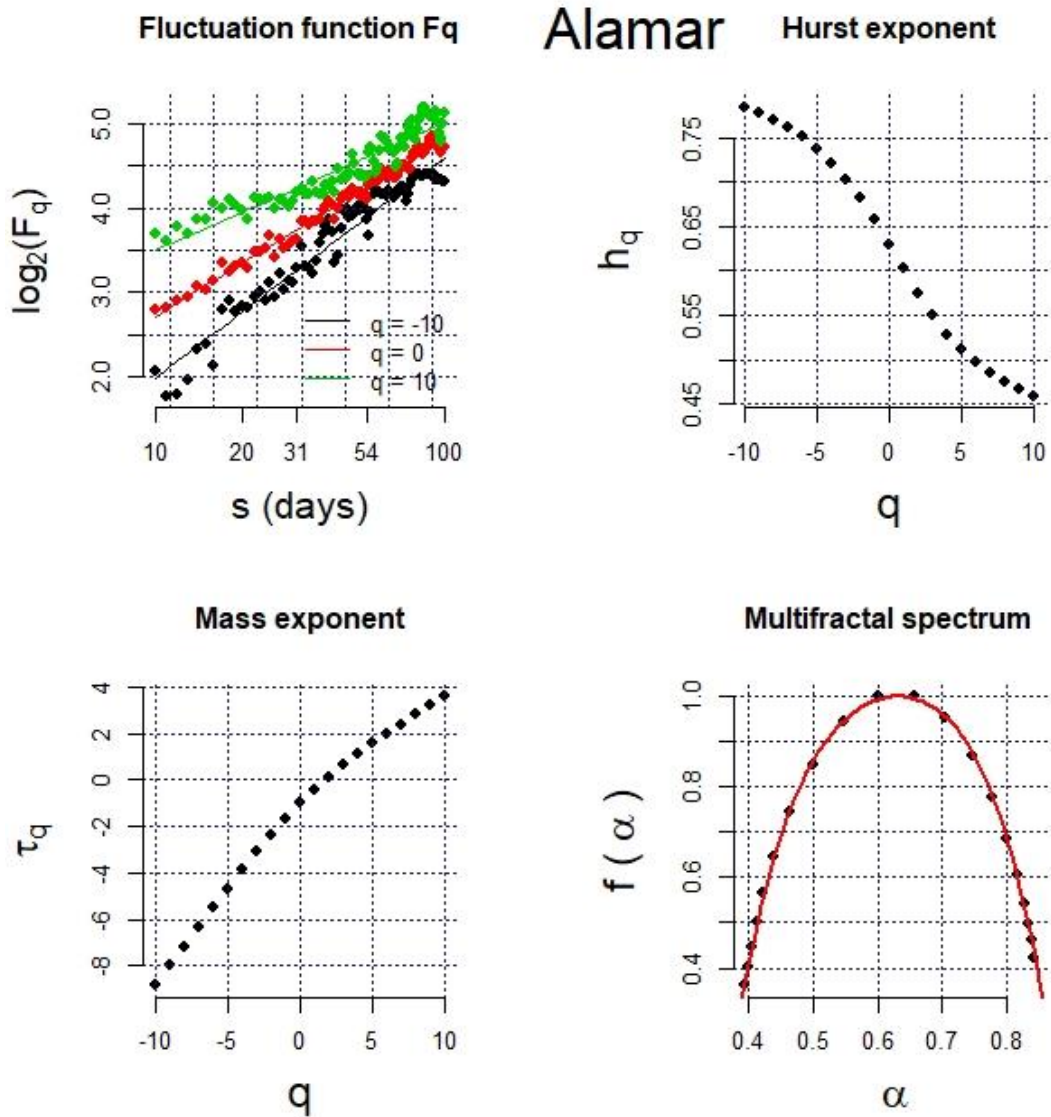 Alamar
Fluctuation function Fq
log2(Fq)
5.0
4.0
3.0
2.0
q = -10
q = 0
q = 10
10 20 31 54 100
s (days)
Hurst exponent
hq
0.75
0.65
0.55
0.45
-10 -5 0 5 10
q
Mass exponent
τq
4
2
0
-2
-4
-6
-8
-10 -5 0 5 10
q
Multifractal spectrum
f ( α )
1.0
0.8
0.6
0.4
0.4 0.5 0.6 0.7 0.8
α